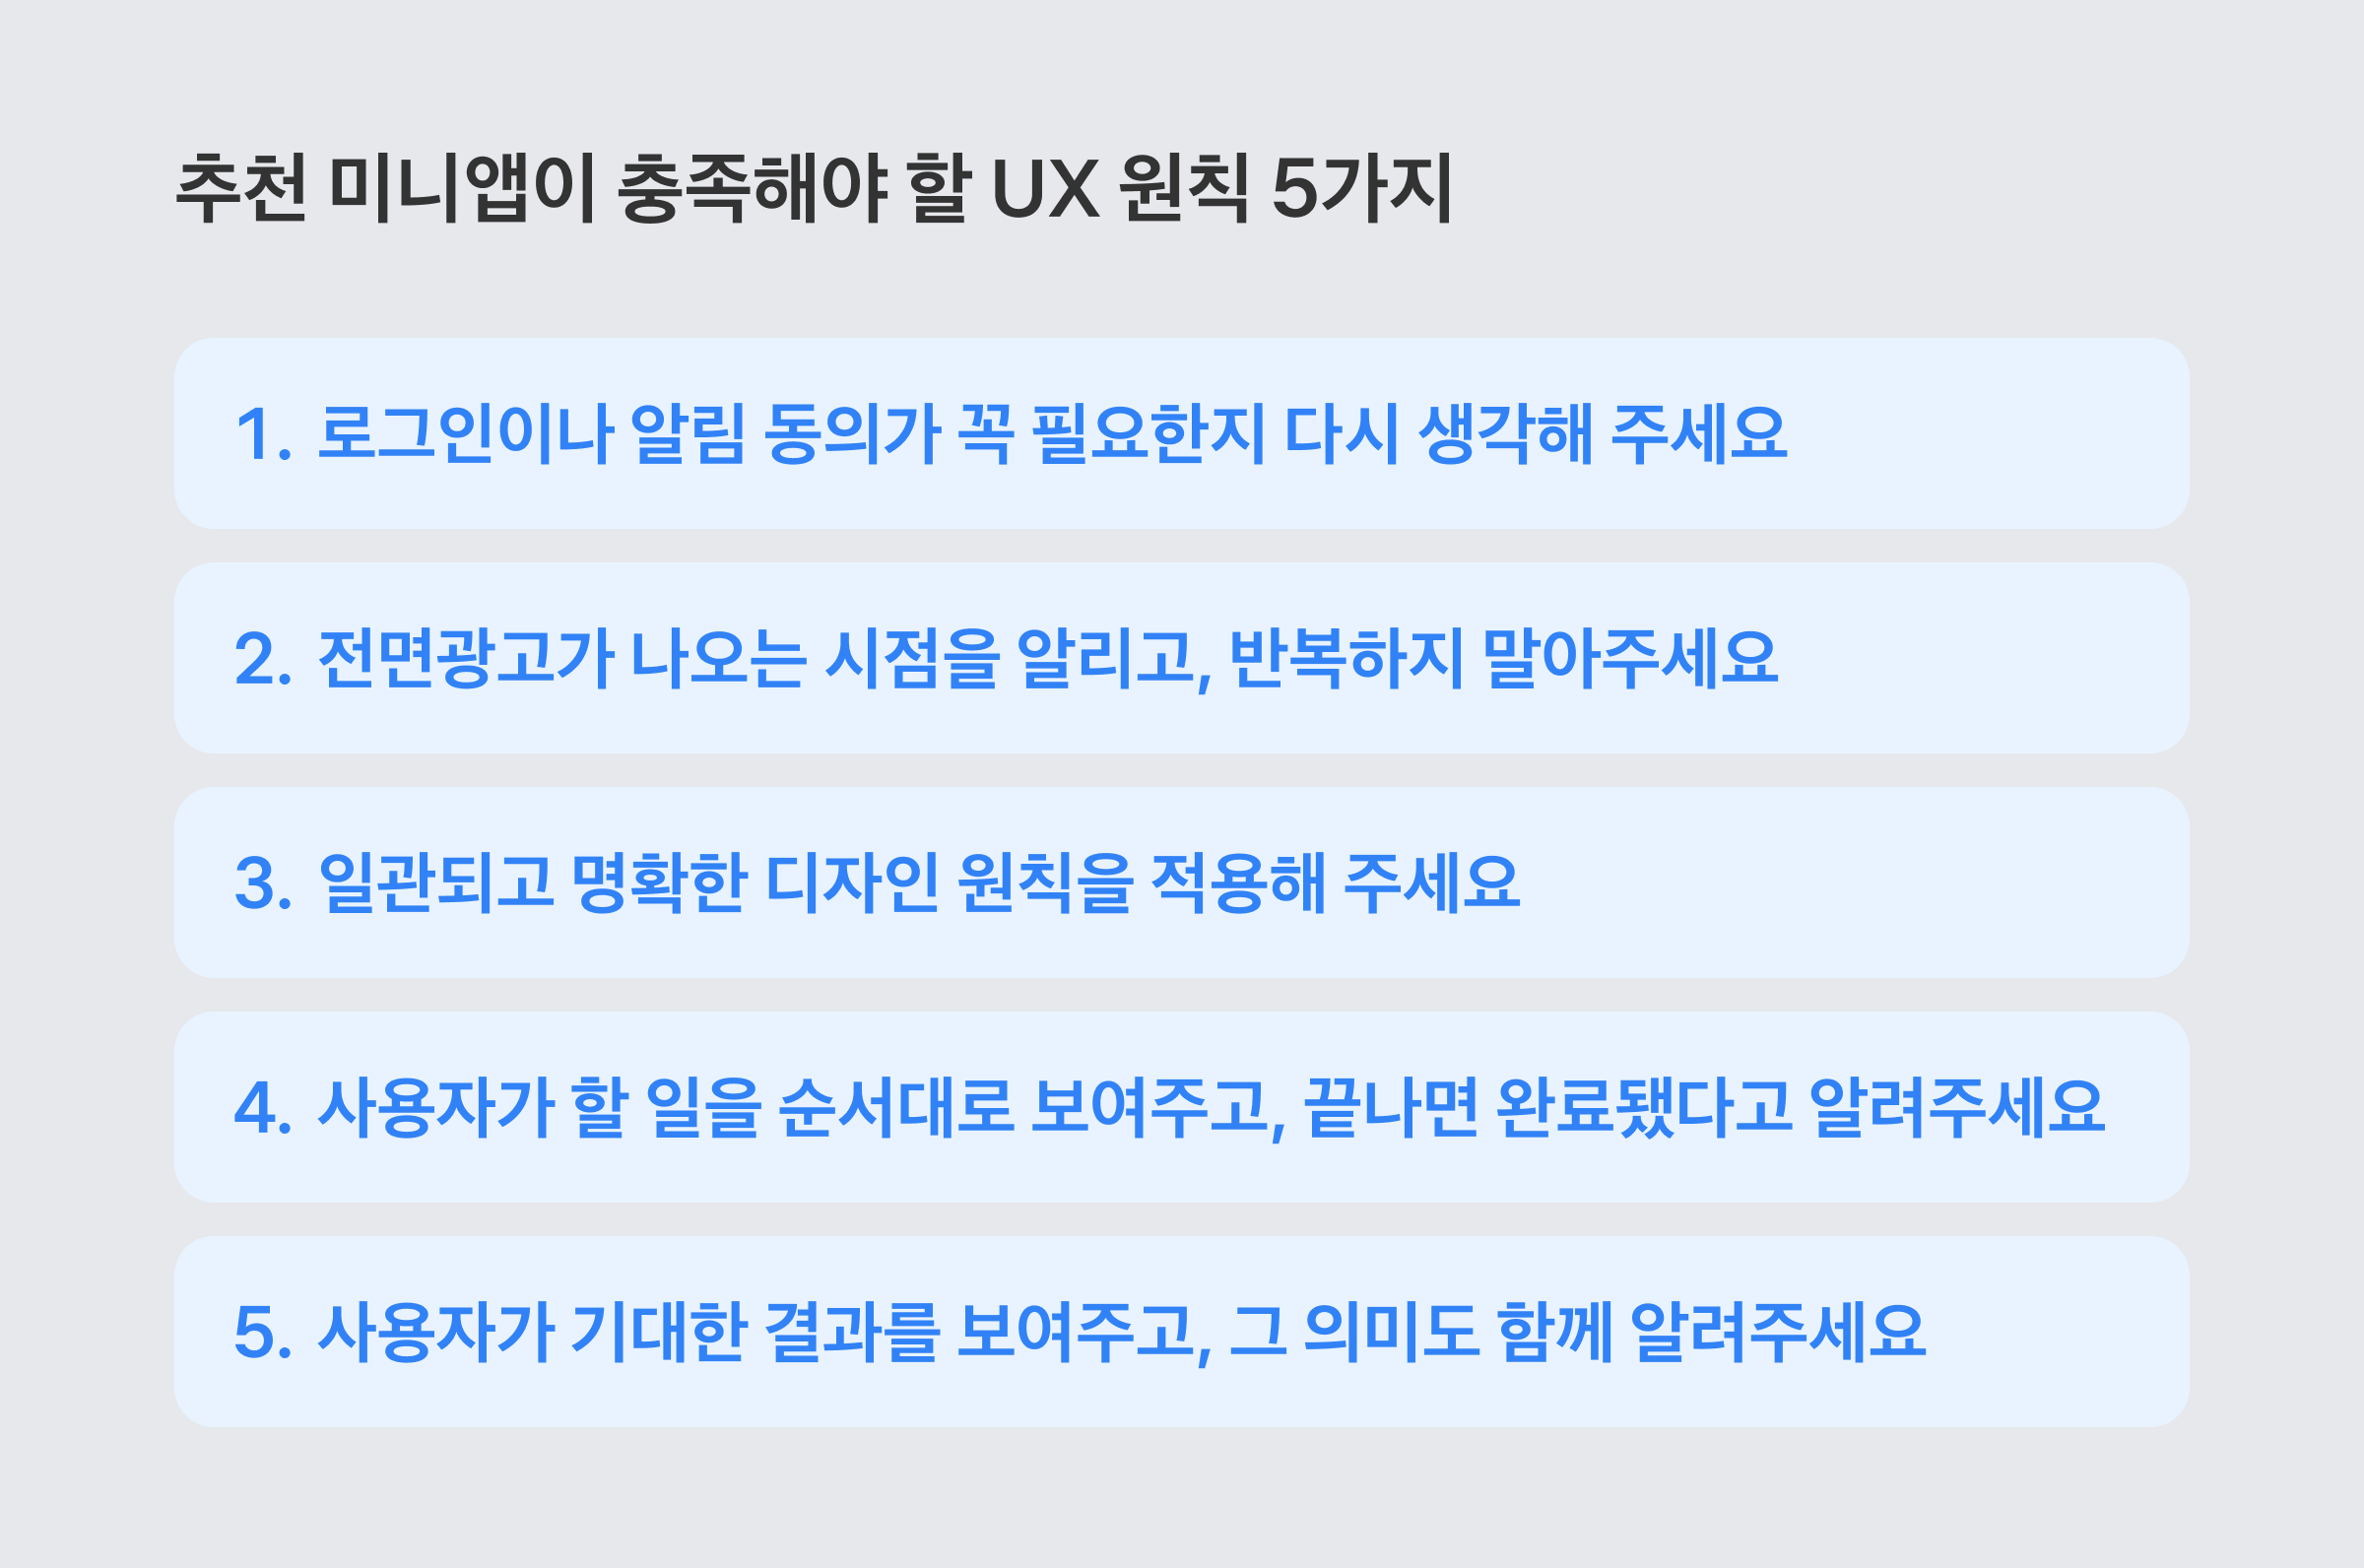 추천 미니앱이 충족해야 할 UX 원칙 5가지
1. 로그인이나 알림 동의가 꼭 필요한지 다시 생각해 주세요
2. 전면광고가 나오는 시점을 알리고, 반복하지 말아주세요
3. 일관되고 명확한 디자인 원칙을 적용해 주세요
4. 사용자가 할 일을 순서대로 보여주고, 끝나면 완료됐다고 알려주세요
5. 사용자가 기대한 결과를 보여주고, 그 의미도 함께 알려주세요